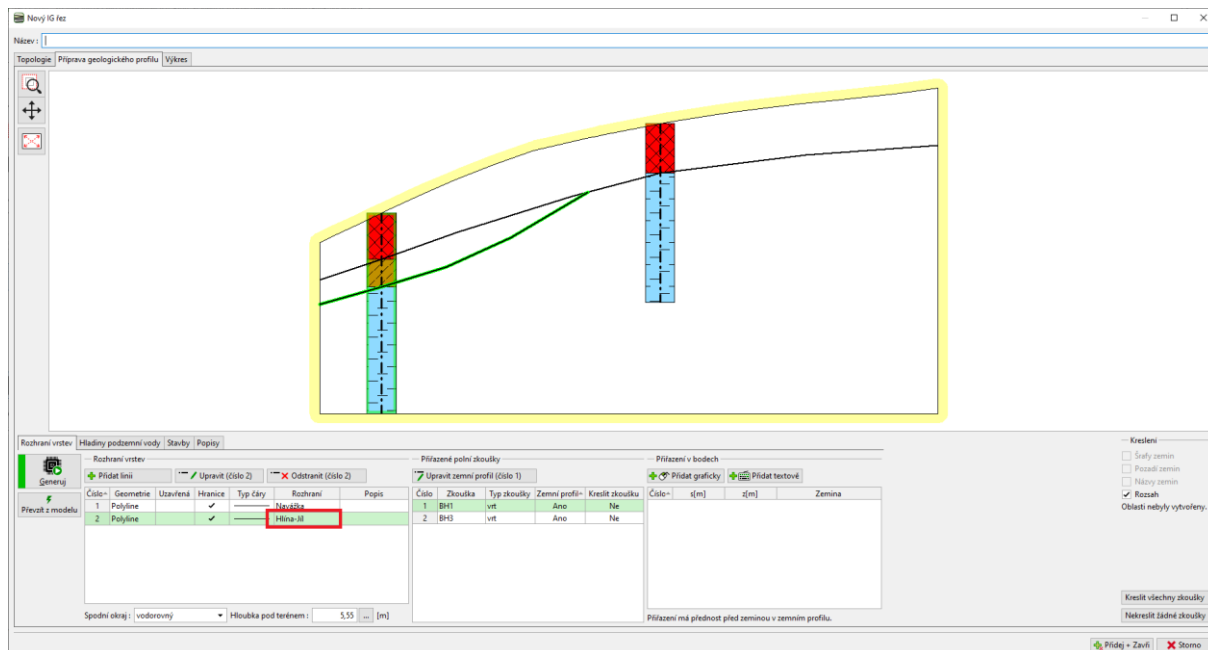 Nový IG řez
Název :
Topologie Příprava geologického profilu Výkres
Rozhraní vrstev Hladiny podzemní vody Stavby Popisy
Generuj
Převzít z modelu
Rozhraní vrstev
Přidat linii Upravit (číslo 2) Odstranit (číslo 2)
Číslo Geometrie Uzavřená Hranice Typ čáry Rozhraní Popis
1 Polyline Navážka
2 Polyline Hlína-Jíl
Spodní okraj : vodorovný Hloubka pod terénem : 5,55 ... [m]
Přiřazené polní zkoušky
Upravit zemní profil (číslo 1)
Číslo Zkouška Typ zkoušky Zemní profil Kreslit zkoušku
1 BH1 vrt Ano Ne
2 BH3 vrt Ano Ne
Přiřazení v bodech
Přidat graficky Přidat textově
Číslo s[m] z[m] Zemina
Přiřazení má přednost před zeminou v zemním profilu.
Kreslení
Šrafy zemin
Pozadí zemin
Názvy zemin
Rozsah
Oblasti nebyly vytvořeny.
Kreslit všechny zkoušky
Nekreslit žádné zkoušky
Přidej + Zavři Storno